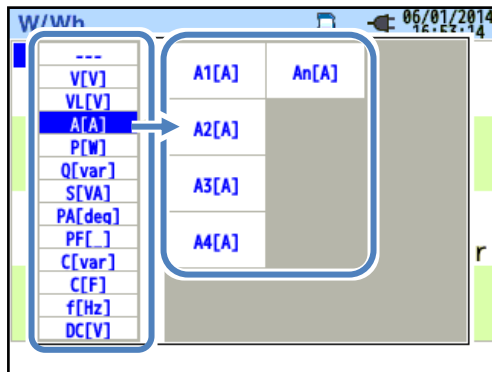 W/Wh 06/01/2014
16:53:14
---
V[V]
VL[V]
A[A]
P[W]
Q[var]
S[VA]
PA[deg]
PF[_]
C[var]
C[F]
f[Hz]
DC[V]
A1[A] An[A]
A2[A]
A3[A]
A4[A]
r